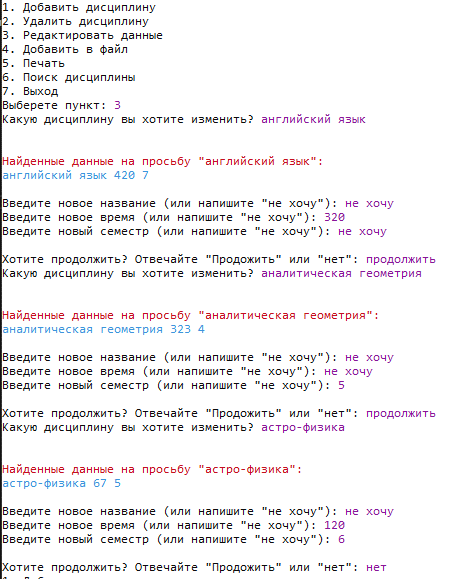 1. Добавить дисциплину
2. Удалить дисциплину
3. Редактировать данные
4. Добавить в файл
5. Печать
6. Поиск дисциплины
7. Выход
Выберете пункт: 3
Какую дисциплину вы хотите изменить? английский язык
Найденные данные на просьбу "английский язык":
английский язык 420 7
Введите новое название (или напишите "не хочу"): не хочу
Введите новое время (или напишите "не хочу"): 320
Введите новый семестр (или напишите "не хочу"): не хочу
Хотите продолжить? Отвечайте "Продожить" или "нет": продолжить
Какую дисциплину вы хотите изменить? аналитическая геометрия
Найденные данные на просьбу "аналитическая геометрия":
аналитическая геометрия 323 4
Введите новое название (или напишите "не хочу"): не хочу
Введите новое время (или напишите "не хочу"): не хочу
Введите новый семестр (или напишите "не хочу"): 5
Хотите продолжить? Отвечайте "Продожить" или "нет": продолжить
Какую дисциплину вы хотите изменить? астро-физика
Найденные данные на просьбу "астро-физика":
астро-физика 67 5
Введите новое название (или напишите "не хочу"): не хочу
Введите новое время (или напишите "не хочу"): 120
Введите новый семестр (или напишите "не хочу"): 6
Хотите продолжить? Отвечайте "Продожить" или "нет": нет